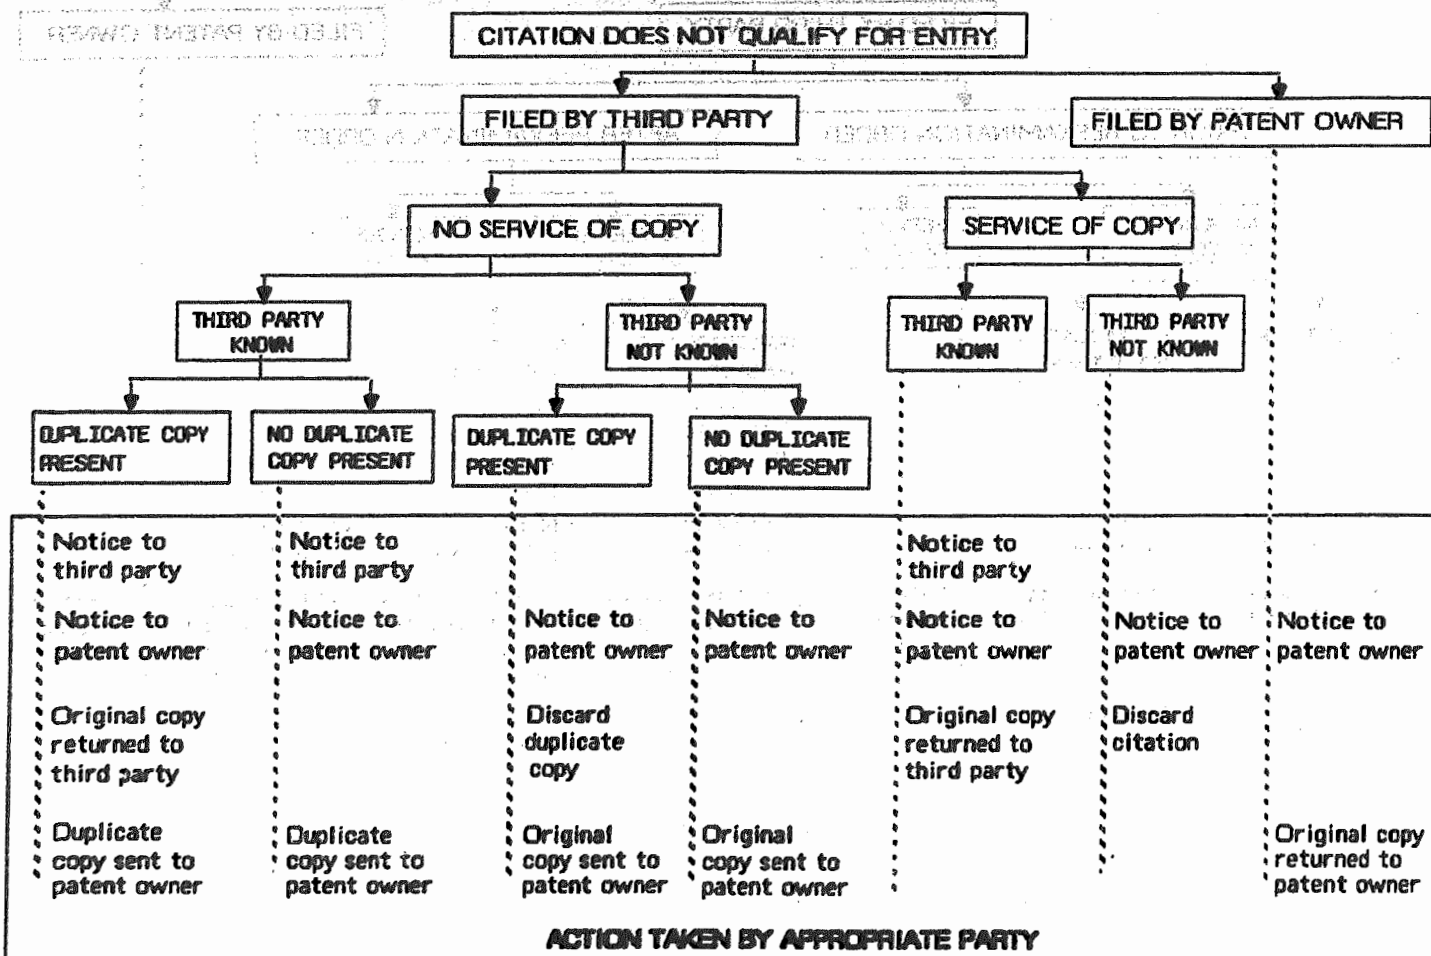 CITATION DOES NOT QUALIFY FOR ENTRY
FILED BY THIRD PARTY
FILED BY PATENT OWNER
NO SERVICE OF COPY
SERVICE OF COPY
THIRD PARTY
KNOWN
THIRD PARTY
NOT KNOWN
THIRD PARTY
KNOWN
THIRD PARTY
NOT KNOWN
DUPLICATE COPY
PRESENT
NO DUPLICATE
COPY PRESENT
DUPLICATE COPY
PRESENT
NO DUPLICATE
COPY PRESENT
Notice to
third party
Notice to
third party
Notice to
third party
Notice to
patent owner
Notice to
patent owner
Notice to
patent owner
Notice to
patent owner
Notice to
patent owner
Notice to
patent owner
Notice to
patent owner
Original copy
returned to
third party
Discard
duplicate
copy
Original copy
returned to
third party
Discard
citation
Duplicate
copy sent to
patent owner
Duplicate
copy sent to
patent owner
Original
copy sent to
patent owner
Original
copy sent to
patent owner
Original copy
returned to
patent owner
ACTION TAKEN BY APPROPRIATE PARTY